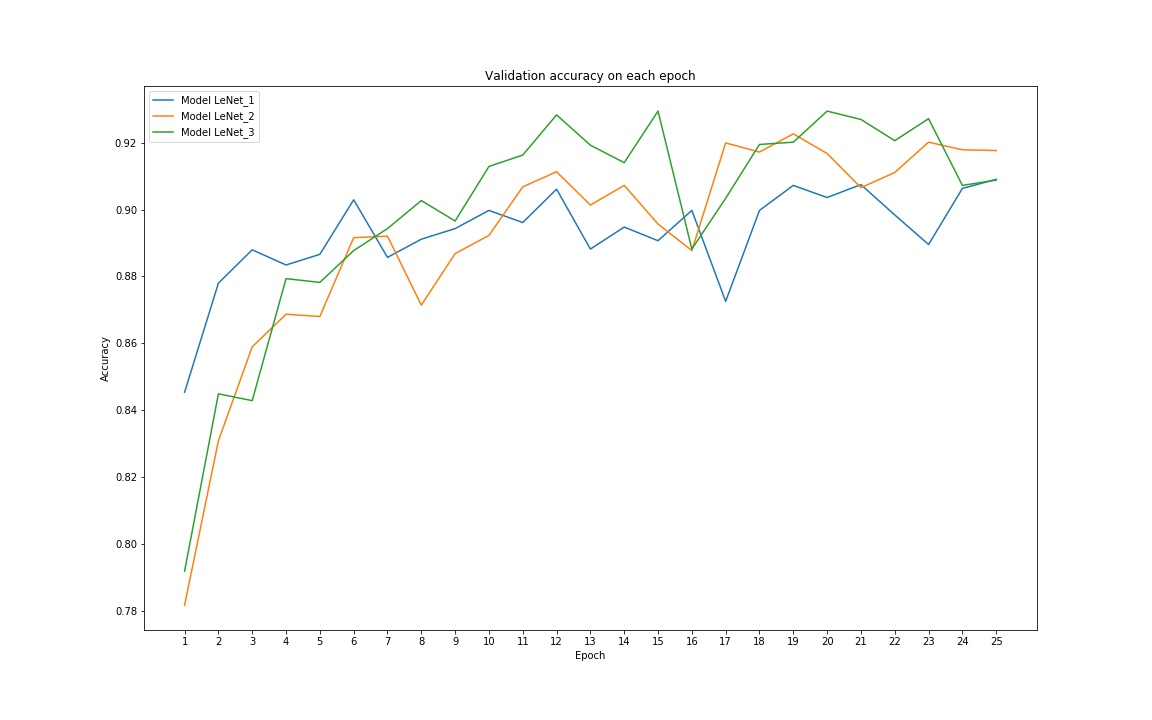 Validation accuracy on each epoch
Model LeNet_1
Model LeNet_2
Model LeNet_3
Accuracy
0.92
0.90
0.88
0.86
0.84
0.82
0.80
0.78
1 2 3 4 5 6 7 8 9 10 11 12 13 14 15 16 17 18 19 20 21 22 23 24 25
Epoch